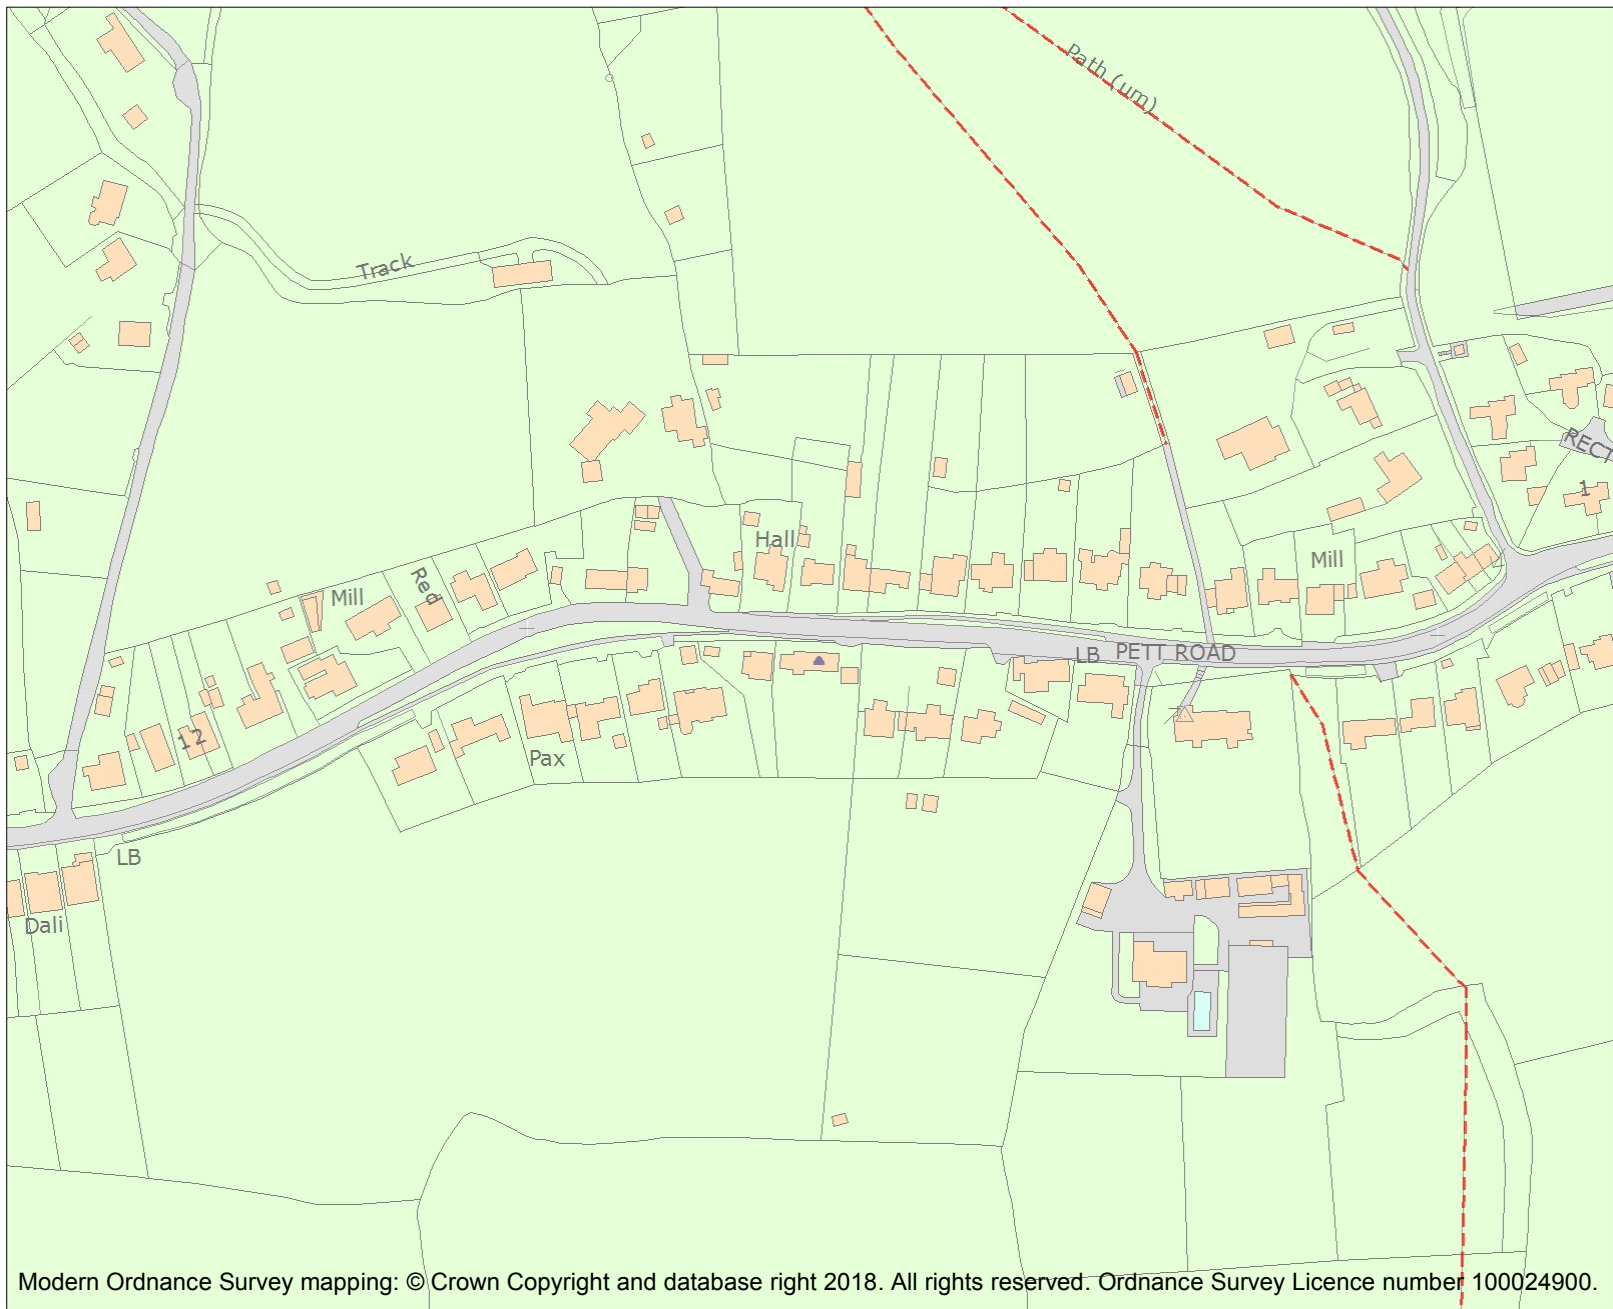 Path (um)
Track
RECT
1
Hall
Mill
Red
Mill
LB PETT ROAD
12
Pax
LB
Dali
Modern Ordnance Survey mapping: © Crown Copyright and database right 2018. All rights reserved. Ordnance Survey Licence number 100024900.